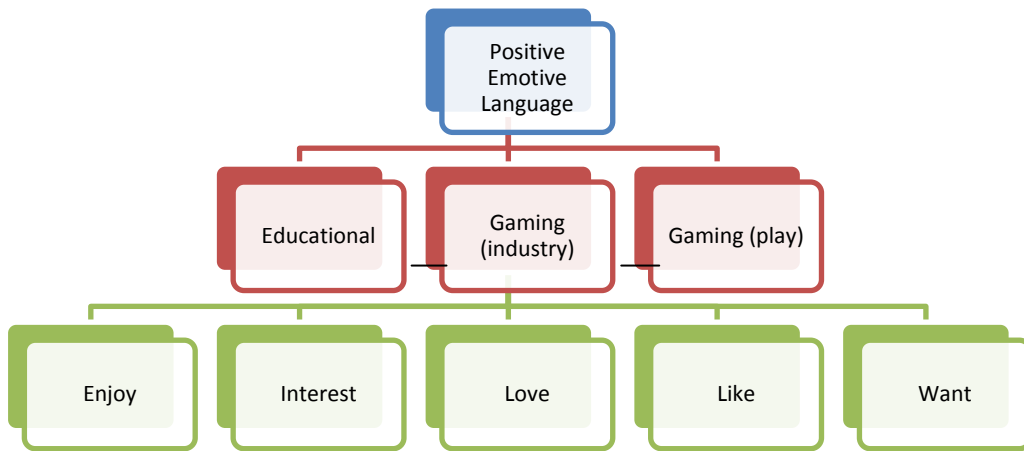 Positive
Emotive
Language
Educational
Gaming
(industry)
Gaming (play)
Enjoy
Interest
Love
Like
Want